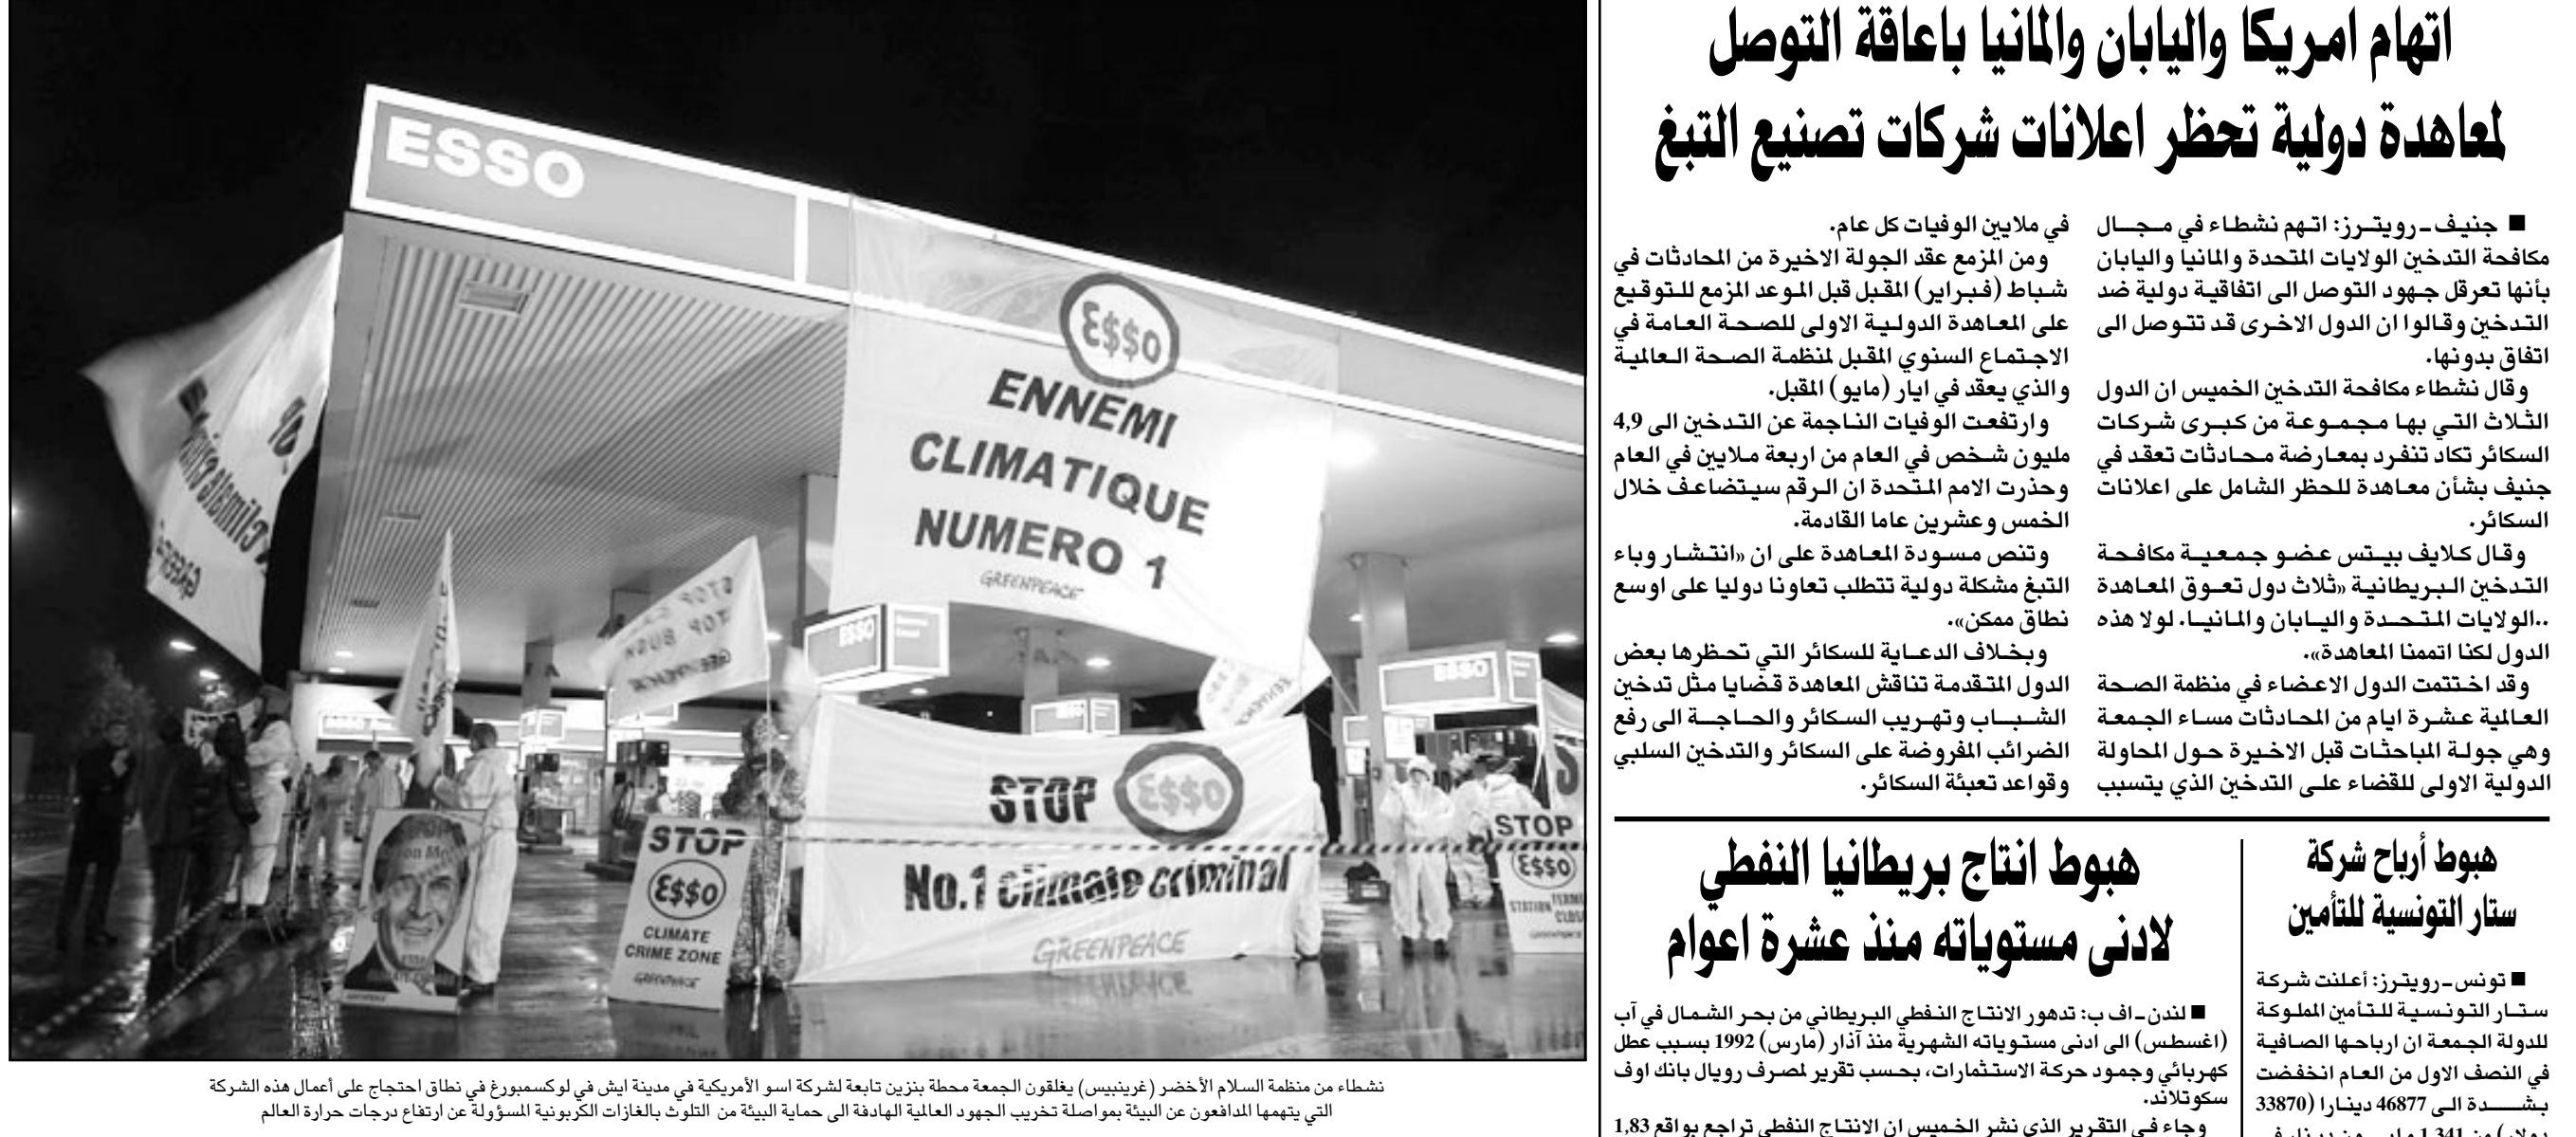 اتهام امريكا واليابان والمانيا باعاقة التوصل
لمعاهدة دولية تحظر اعلانات شركات تصنيع التبغ
■ جنيف ـ رويترز: اتهم نشطاء في مجال
مكافحة التدخين الولايات المتحدة والمانيا واليابان
بأنها تعرقل جهود التوصل الى اتفاقية دولية ضد
التدخين وقالوا ان الدول الاخرى قد تتوصل الى
اتفاق بدونها.
وقال نشطاء مكافحة التدخين الخميس ان الدول
الثلاث التي بها مجموعة من كبرى شركات
السكائر تكاد تنفرد بمعارضة محادثات تعقد في
جنيف بشأن معاهدة للحظر الشامل على اعلانات
السكائر.
وقال كلايف بيتس عضو جمعية مكافحة
التدخين البريطانية «ثلاث دول تعوق المعاهدة
..الولايات المتحدة واليابان والمانيا. لولا هذه
الدول لكنا اتممنا المعاهدة».
وقد اختتمت الدول الاعضاء في منظمة الصحة
العالمية عشرة ايام من المحادثات مساء الجمعة
وهي جولة المباحثات قبل الاخيرة حول المحاولة
الدولية الاولى للقضاء على التدخين الذي يتسبب
في ملايين الوفيات كل عام.
ومن المزمع عقد الجولة الاخيرة من المحادثات في
شباط (فبراير) المقبل قبل الموعد المزمع للتوقيع
على المعاهدة الدولية الاولى للصحة العامة في
الاجتماع السنوي المقبل لمنظمة الصحة العالمية
والذي يعقد في ايار (مايو) المقبل.
وارتفعت الوفيات الناجمة عن التدخين الى 4,9
مليون شخص في العام من اربعة ملايين في العام
وحذرت الامم المتحدة ان الرقم سيتضاعف خلال
الخمس وعشرين عاما القادمة.
وتنص مسودة المعاهدة على ان «انتشار وباء
التبغ مشكلة دولية تتطلب تعاونا دوليا على اوسع
نطاق ممكن».
وبخلاف الدعاية للسكائر التي تحظرها بعض
الدول المتقدمة تناقش المعاهدة قضايا مثل تدخين
الشباب وتهريب السكائر والحاجة الى رفع
الضرائب المفروضة على السكائر والتدخين السلبي
وقواعد تعبئة السكائر.
هبوط أرباح شركة
ستار التونسية للتأمين
■ تونس ـ رويترز: أعلنت شركة
ستار التونسية للتأمين المملوكة
للدولة الجمعة ان ارباحها الصافية
في النصف الاول من العام انخفضت
بشدة الى 46877 دينارا (33870
هبوط انتاج بريطانيا النفطي
لادنى مستوياته منذ عشرة اعوام
■ لندن ـ اف ب: تدهور الانتاج النفطي البريطاني من بحر الشمال في آب
(اغسطس) الى ادنى مستوياته الشهرية منذ آذار (مارس) 1992 بسبب عطل
كهربائي وجمود حركة الاستثمارات، بحسب تقرير لمصرف رويال بانك اوف
سكوتلاند.
وجاء في التقرير الذي نشر الخميس ان الانتاج النفطي تراجع بواقع 1,83
ESSO
E$$O
ENNEMI
CLIMATIQUE
NUMERO 1
GREENPEACE
ESSO
ESSO
STOP E$$O
No.1 climate criminal
GREENPEACE
STOP
E$$O
CLIMATE
CRIME ZONE
GREENPEACE
STOP
E$$O
STATION
نشطاء من منظمة السلام الأخضر (غرينبيس) يغلقون الجمعة محطة بنزين تابعة لشركة اسو الأمريكية في مدينة ايش في لوكسمبورغ في نطاق احتجاج على أعمال هذه الشركة
التي يتهمها المدافعون عن البيئة بمواصلة تخريب الجهود العالمية الهادفة الى حماية البيئة من التلوث بالغازات الكربونية المسؤولة عن ارتفاع درجات حرارة العالم